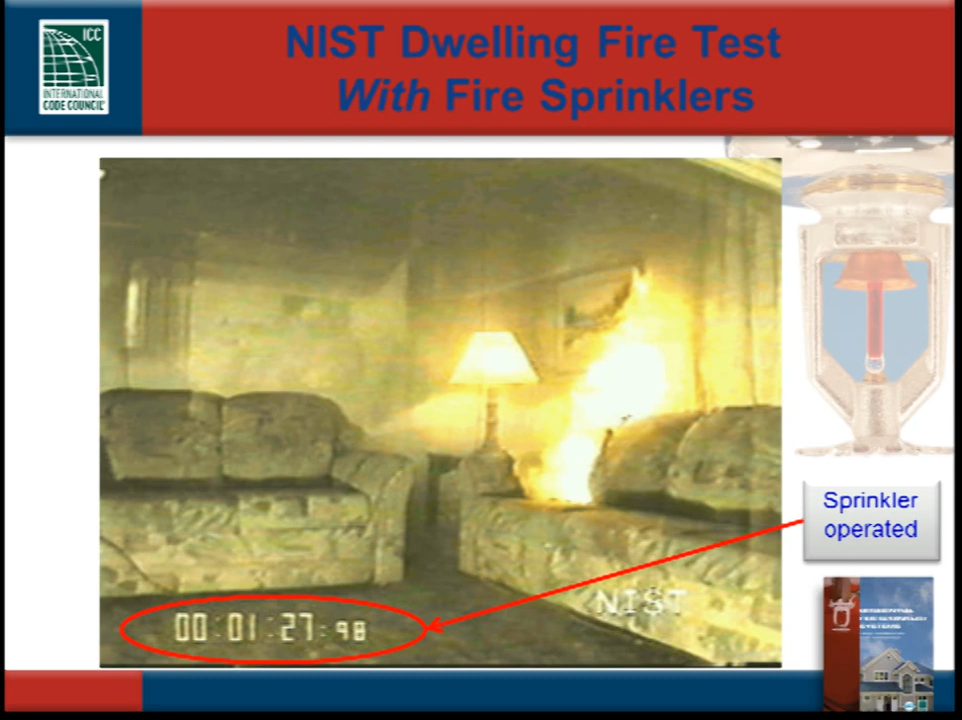 ICC
INTERNATIONAL
CODE COUNCIL
NIST Dwelling Fire Test
With Fire Sprinklers
Sprinkler
operated
NIST
00:01:27:98